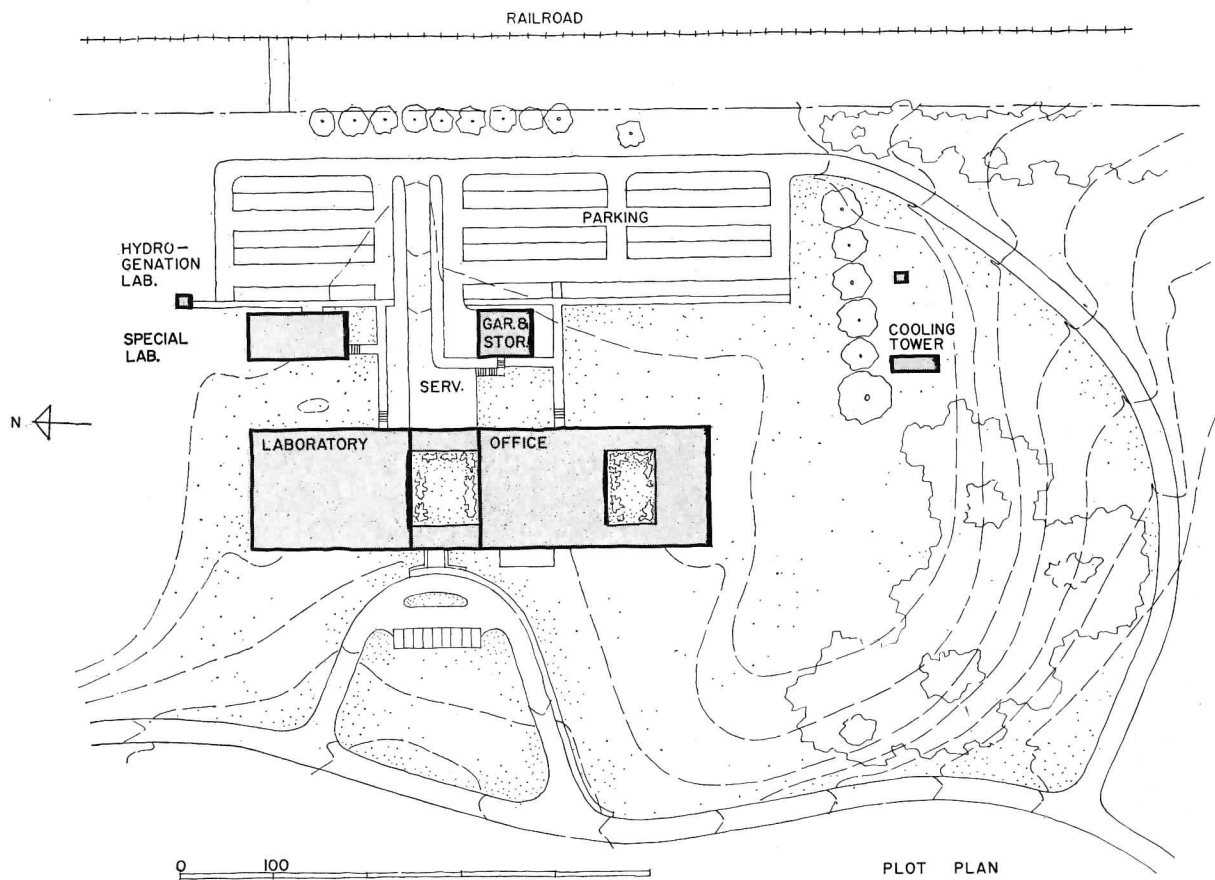 RAILROAD
PARKING
HYDRO-
GENATION
LAB.
SPECIAL
LAB.
GAR. &
STOR.
COOLING
TOWER
SERV.
N
LABORATORY
OFFICE
0 100
PLOT PLAN